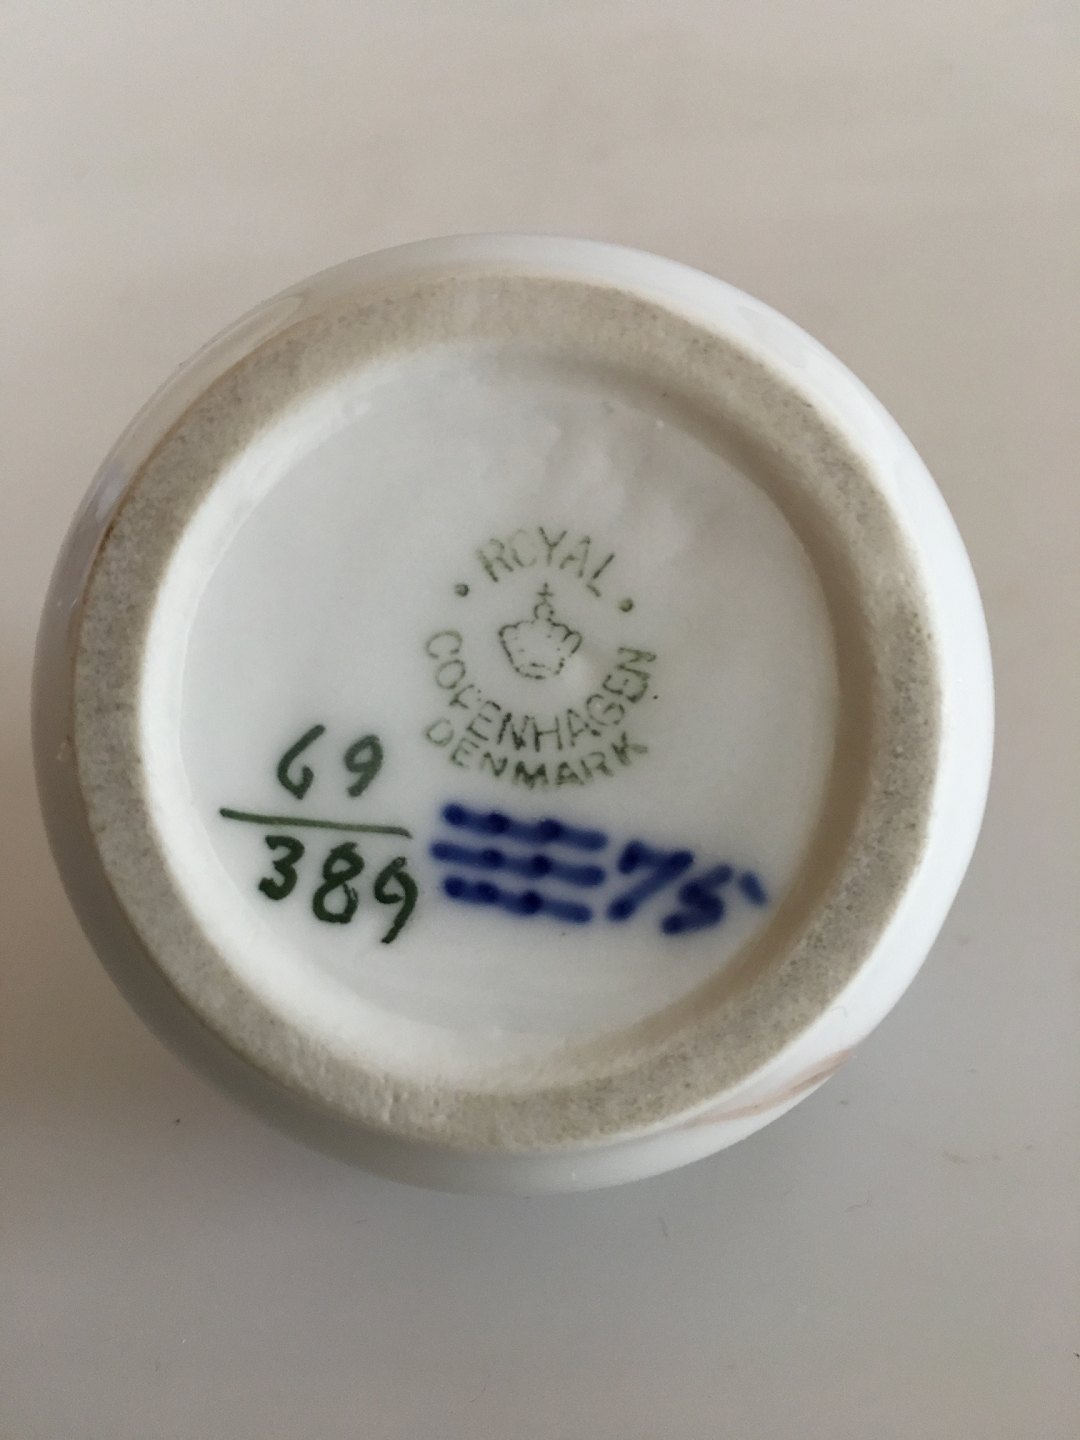 ROYAL
COPENHAGEN
DENMARK
69
389
75